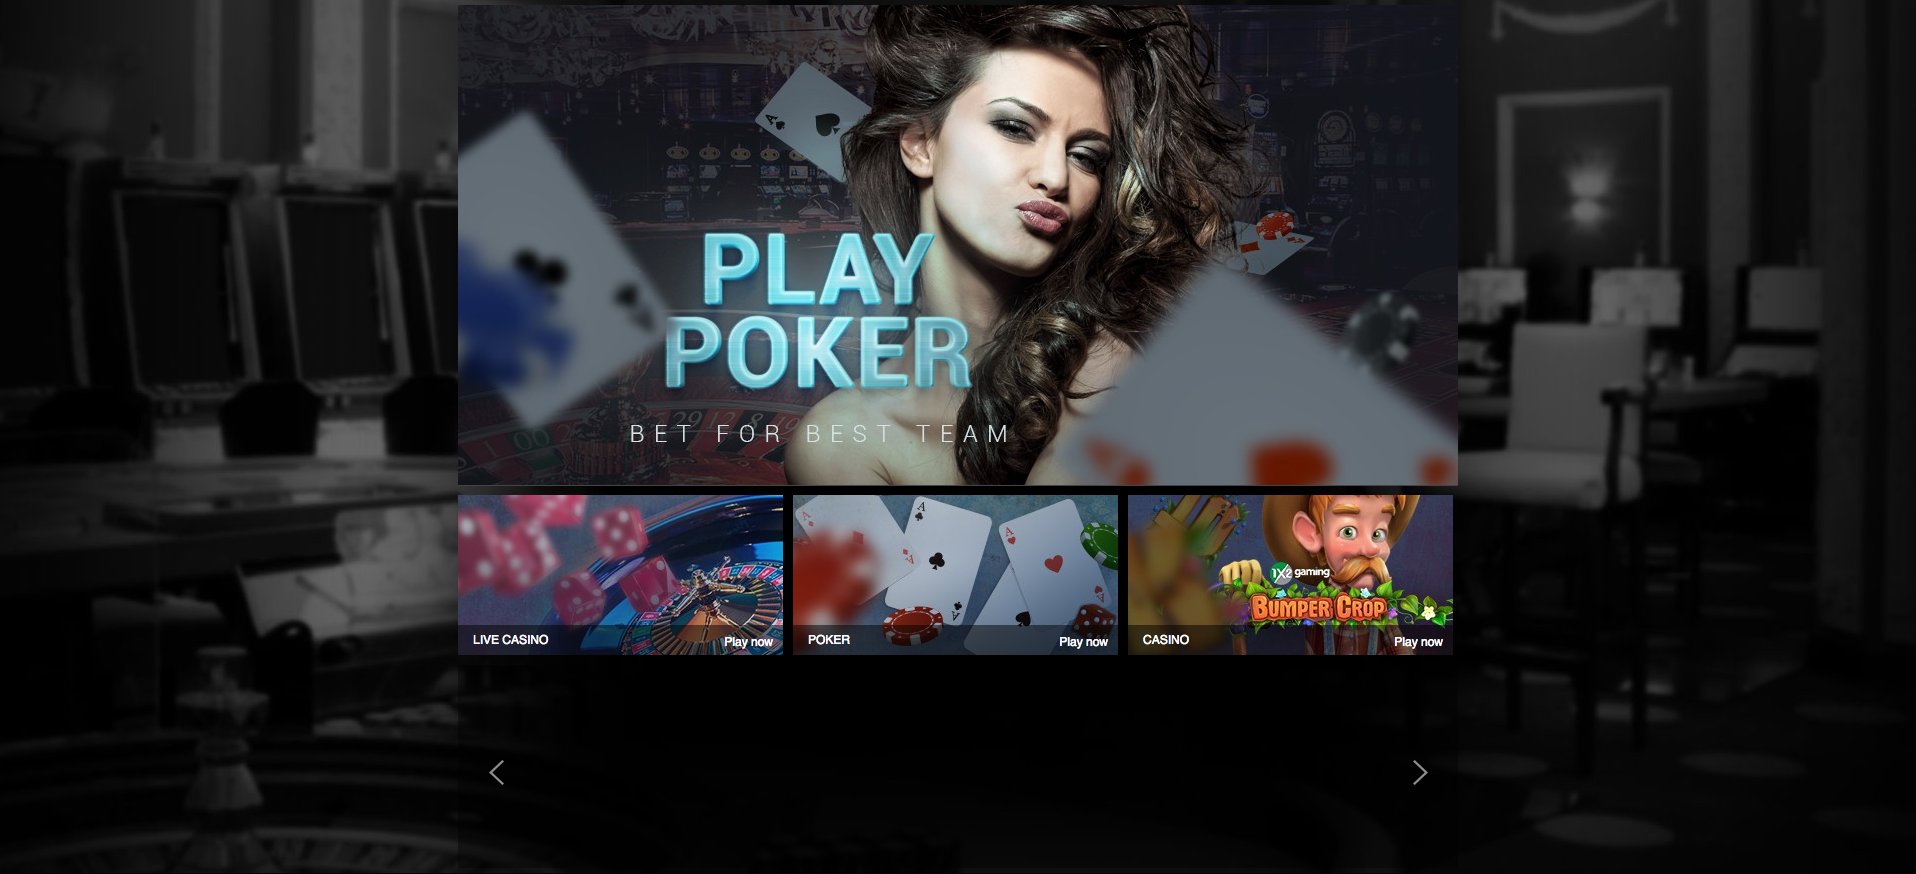 PLAY
POKER
BET FOR BEST TEAM
LIVE CASINO
Play now
POKER
Play now
1X2 gaming
BUMPER CROP
CASINO
Play now